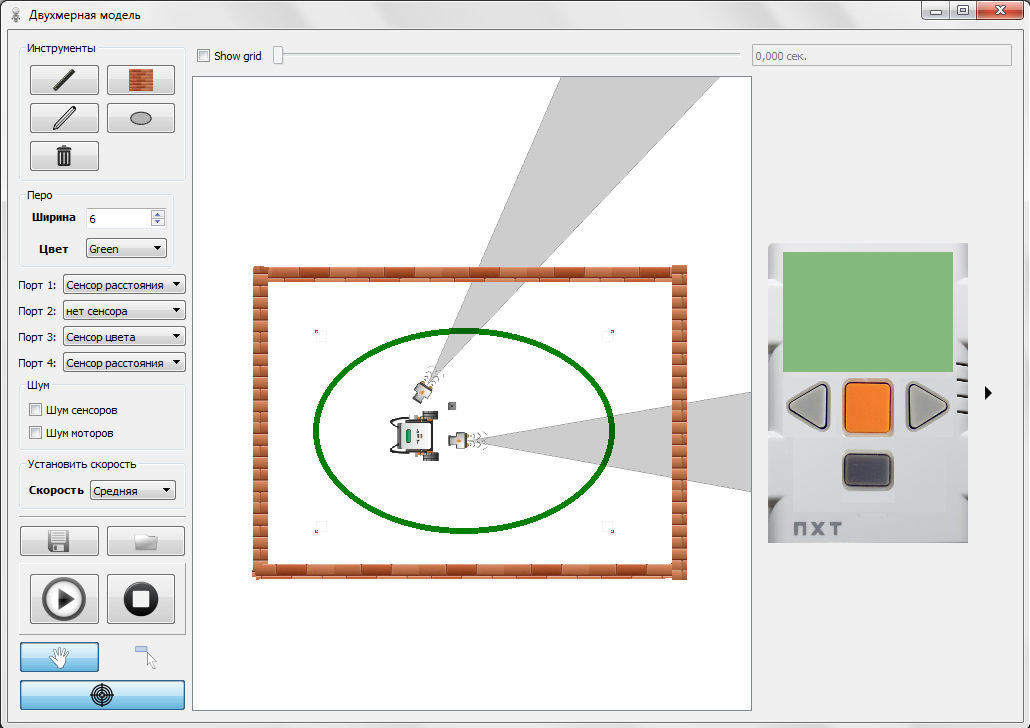 Двухмерная модель
Инструменты
Show grid
0,000 сек.
Перо
Ширина 6
Цвет Green
Порт 1: Сенсор расстояния
Порт 2: нет сенсора
Порт 3: Сенсор цвета
Порт 4: Сенсор расстояния
Шум
Шум сенсоров
Шум моторов
Установить скорость
Скорость Средняя
ПХТ